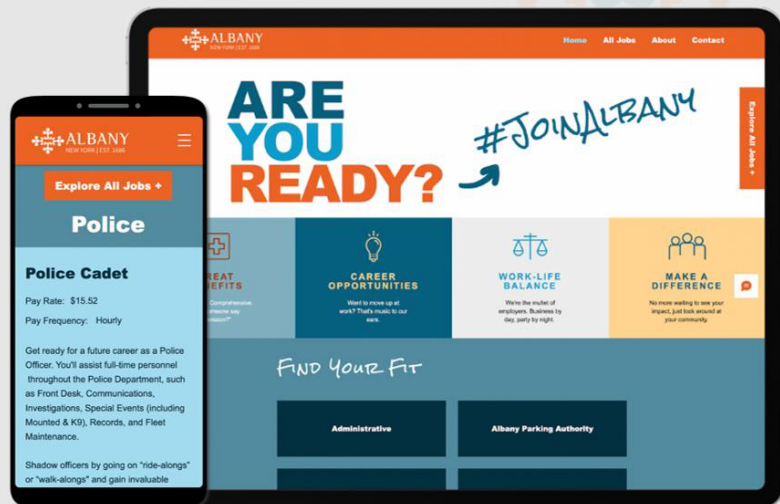 ALBANY
NEW YORK | EST. 1686
Explore All Jobs +
Police
Police Cadet
Pay Rate: $15.52
Pay Frequency: Hourly
Get ready for a future career as a Police
Officer. You'll assist full-time personnel
throughout the Police Department, such
as Front Desk, Communications,
Investigations, Special Events (including
Mounted & K9), Records, and Fleet
Maintenance.
Shadow officers by going on "ride-alongs"
or "walk-alongs" and gain invaluable
ALBANY
NEW YORK | EST. 1686
Home All Jobs About Contact
ARE
YOU
READY?
#JOINALBANY
Explore All Jobs +
CAREER
OPPORTUNITIES
Want to move up at
work? That's music to our
ears.
WORK-LIFE
BALANCE
We're the mullet of
employers. Business by
day, party by night.
MAKE A
DIFFERENCE
No more waiting to see your
impact, just look around at
your community.
FIND YOUR FIT
Administrative
Albany Parking Authority